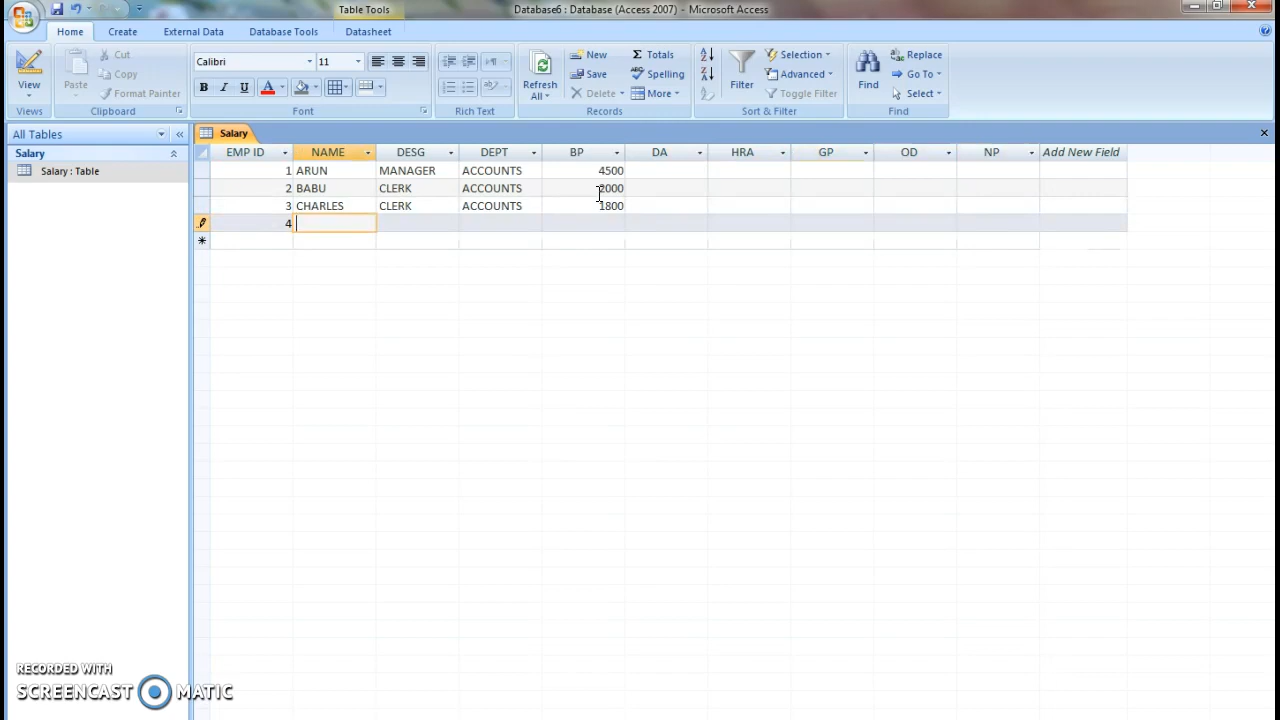 Table Tools
Database6 : Database (Access 2007) - Microsoft Access
Home Create External Data Database Tools Datasheet
View
Views
Paste
Cut
Copy
Format Painter
Clipboard
Calibri 11
B I U A
Font
Rich Text
Refresh All
New
Save
Delete
Totals
Spelling
More
Records
Filter
Selection
Advanced
Toggle Filter
Sort & Filter
Find
Replace
Go To
Select
Find
All Tables
Salary
Salary : Table
Salary
EMP ID NAME DESG DEPT BP DA HRA GP OD NP Add New Field
1 ARUN MANAGER ACCOUNTS 4500
2 BABU CLERK ACCOUNTS 2000
3 CHARLES CLERK ACCOUNTS 1800
4
RECORDED WITH
SCREENCAST MATIC